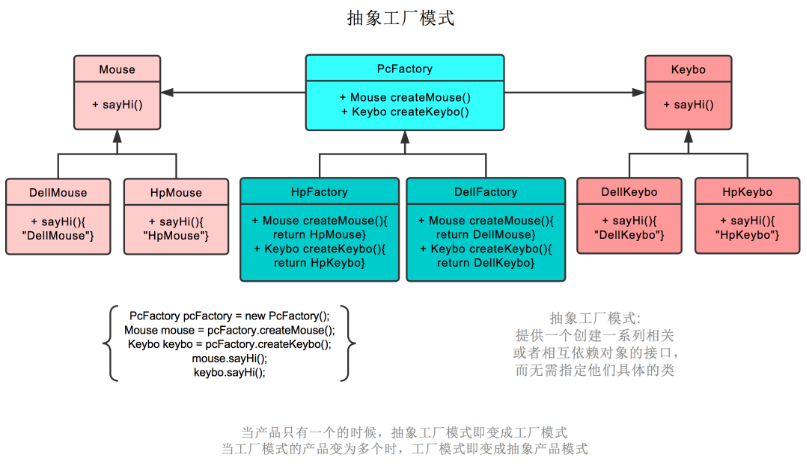 抽象工厂模式
Mouse
+ sayHi()
PcFactory
+ Mouse createMouse()
+ Keybo createKeybo()
Keybo
+ sayHi()
DellMouse
+ sayHi(){
"DellMouse"}
HpMouse
+ sayHi(){
"HpMouse"}
HpFactory
+ Mouse createMouse(){
return HpMouse}
+ Keybo createKeybo(){
return HpKeybo}
DellFactory
+ Mouse createMouse(){
return DellMouse}
+ Keybo createKeybo(){
return DellKeybo}
DellKeybo
+ sayHi(){
"DellKeybo"}
HpKeybo
+ sayHi(){
"HpKeybo"}
PcFactory pcFactory = new PcFactory();
Mouse mouse = pcFactory.createMouse();
Keybo keybo = pcFactory.createKeybo();
mouse.sayHi();
keybo.sayHi();
抽象工厂模式:
提供一个创建一系列相关
或者相互依赖对象的接口，
而无需指定他们具体的类
当产品只有一个的时候，抽象工厂模式即变成工厂模式
当工厂模式的产品变为多个时，工厂模式即变成抽象产品模式